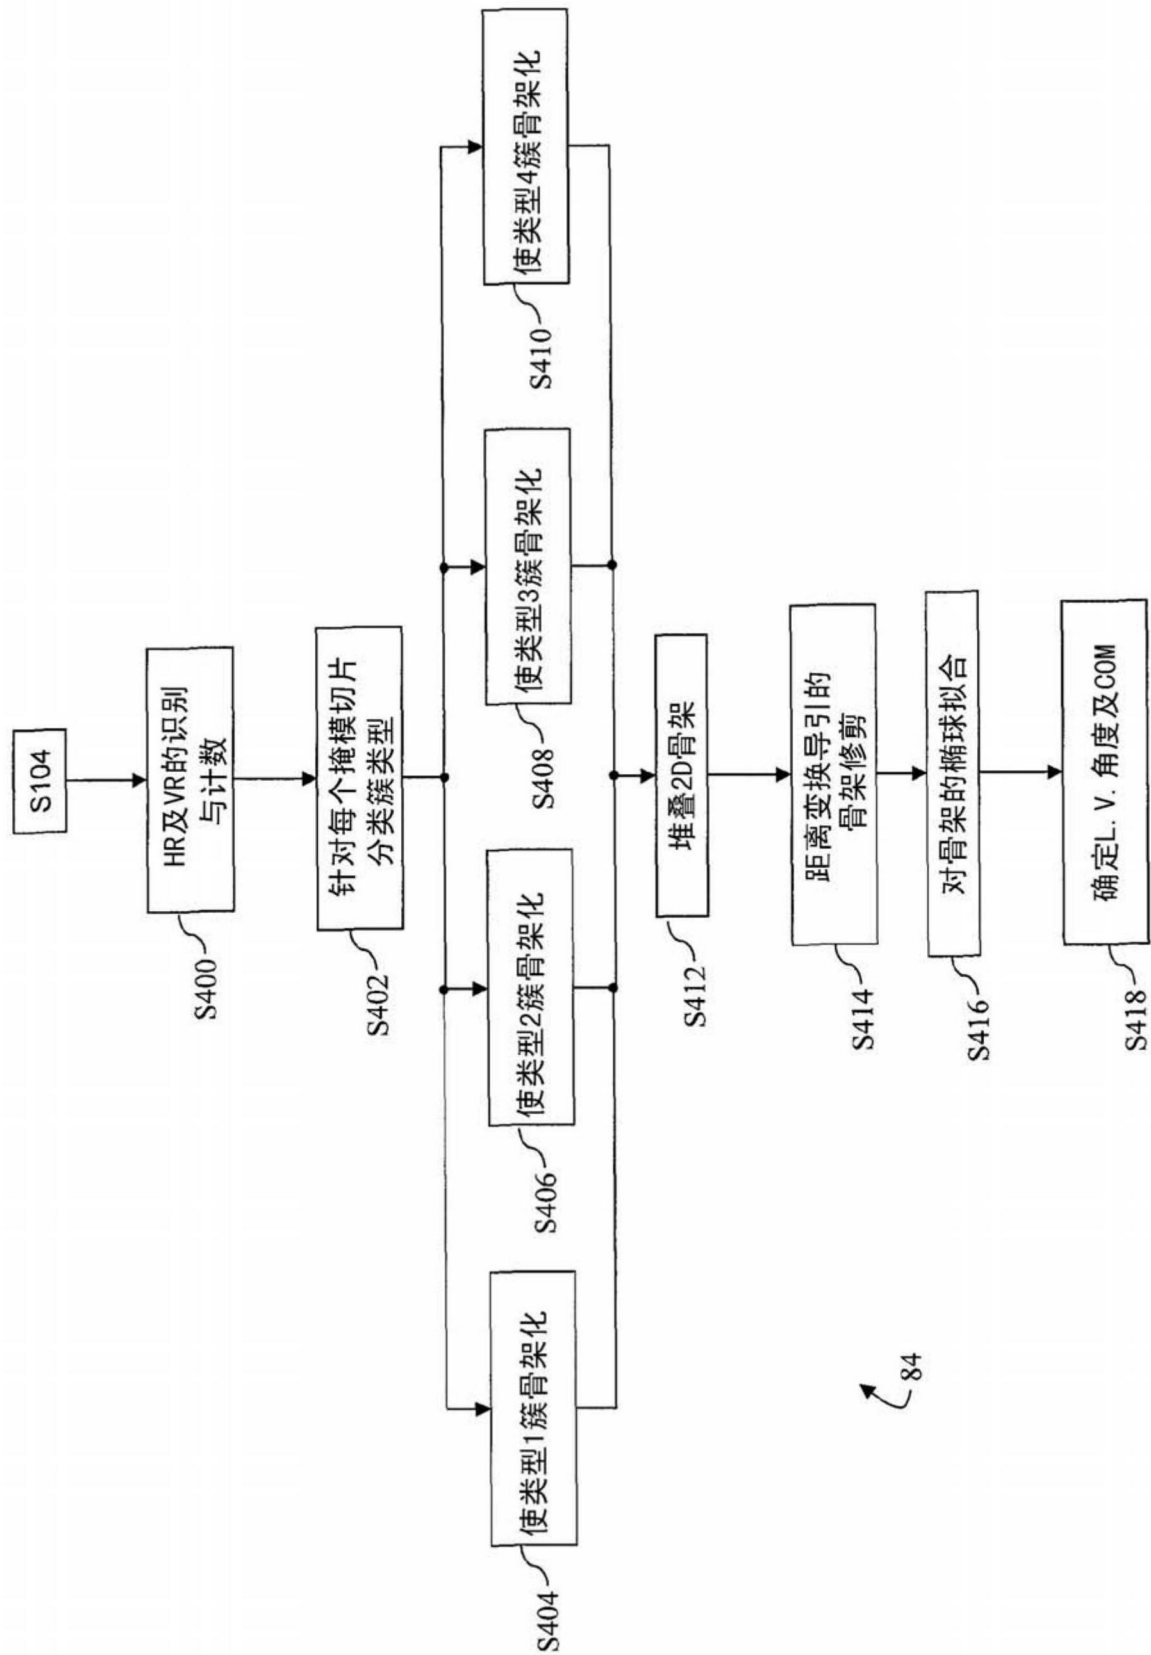 S104
HR及VR的识别
与计数
S400
针对每个掩模切片
分类簇类型
S402
使类型1簇骨架化
S404
使类型2簇骨架化
S406
使类型3簇骨架化
S408
使类型4簇骨架化
S410
堆叠2D骨架
S412
距离变换导引的
骨架修剪
S414
对骨架的椭球拟合
S416
确定L.V.角度及COM
S418
84